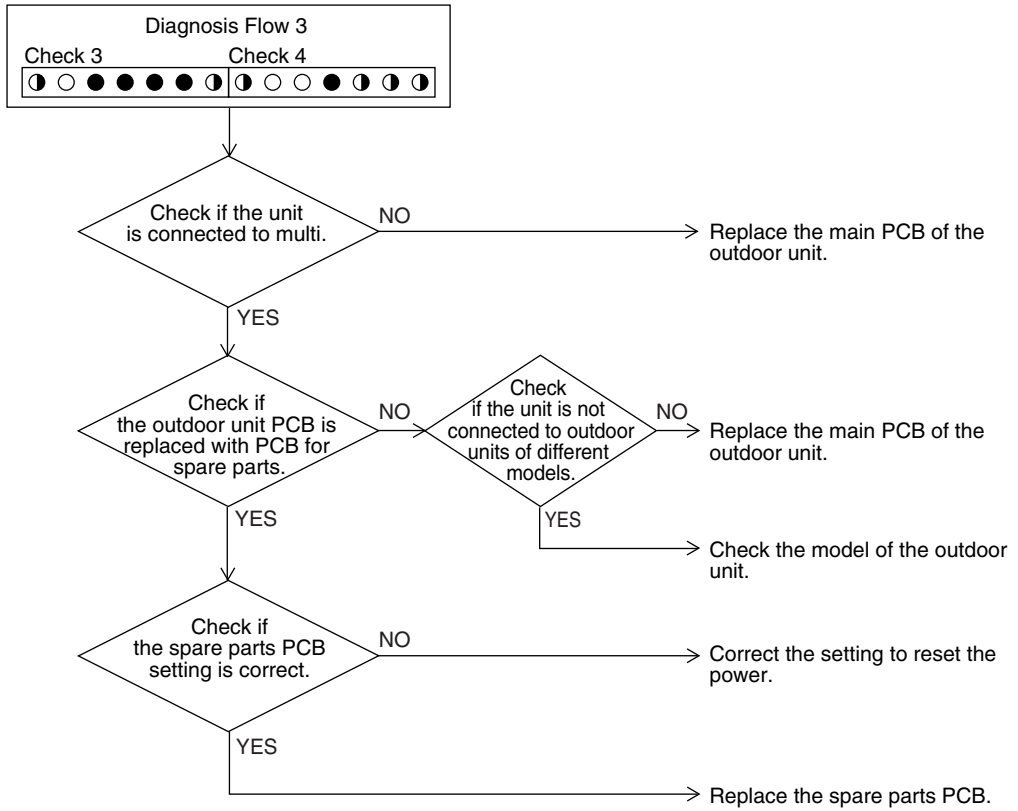 Diagnosis Flow 3
Check 3
Check 4
Check if the unit
is connected to multi.
NO
Replace the main PCB of the
outdoor unit.
YES
Check if
the outdoor unit PCB is
replaced with PCB for
spare parts.
NO
Check
if the unit is not
connected to outdoor
units of different
models.
NO
Replace the main PCB of the
outdoor unit.
YES
YES
Check the model of the outdoor
unit.
Check if
the spare parts PCB
setting is correct.
NO
Correct the setting to reset the
power.
YES
Replace the spare parts PCB.